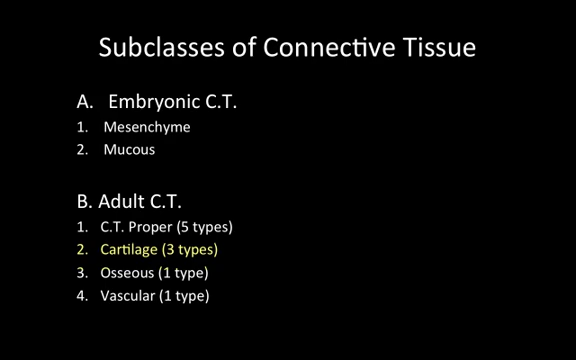 Subclasses of Connective Tissue
A. Embryonic C.T.
1. Mesenchyme
2. Mucous
B. Adult C.T.
1. C.T. Proper (5 types)
2. Cartilage (3 types)
3. Osseous (1 type)
4. Vascular (1 type)